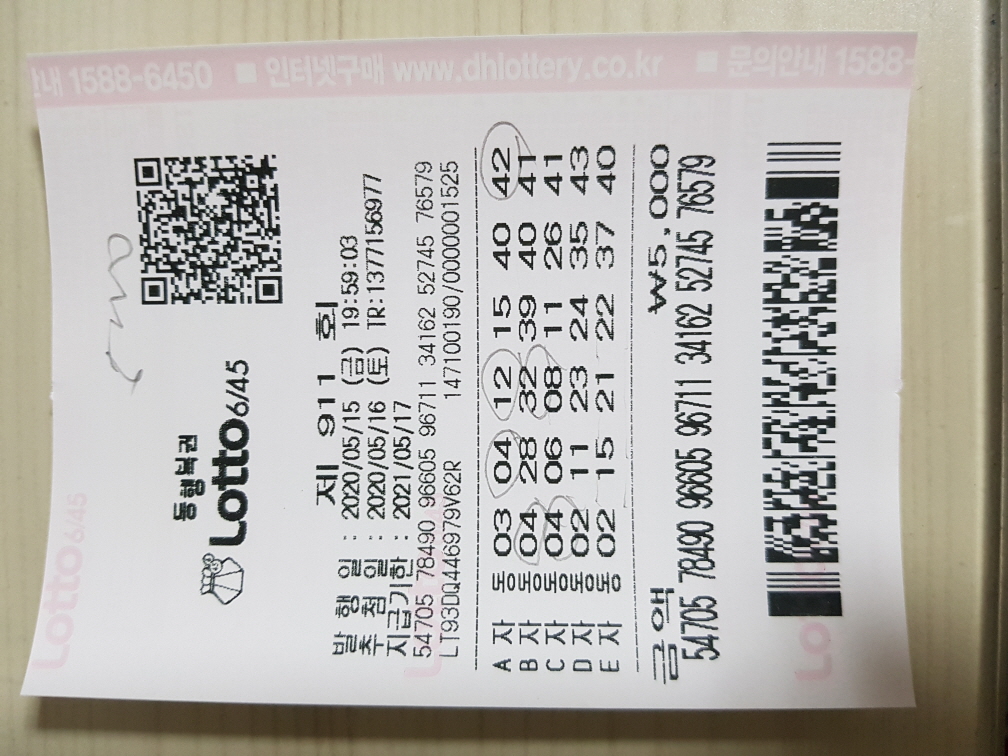 안내 1588-6450 ■ 인터넷구매 www.dhlottery.co.kr ■ 문의안내 1588-
동행복권
Lotto6/45
제 911 회
발 행 일 : 2020/05/15 (금) 19:59:03
추 첨 일 : 2020/05/16 (토) TR:1377156977
지급기한 : 2021/05/17
54705 78490 96605 96711 34162 52745 76579
LT93DQ446979V62R 147100190/0000001525
A 자 동 03 04 12 15 40 42
B 자 동 04 28 32 39 40 41
C 자 동 04 06 08 11 26 41
D 자 동 02 11 23 24 35 43
E 자 동 02 15 21 22 37 40
금액 ₩5,000
54705 78490 96605 96711 34162 52745 76579
Lotto6/45
Lo